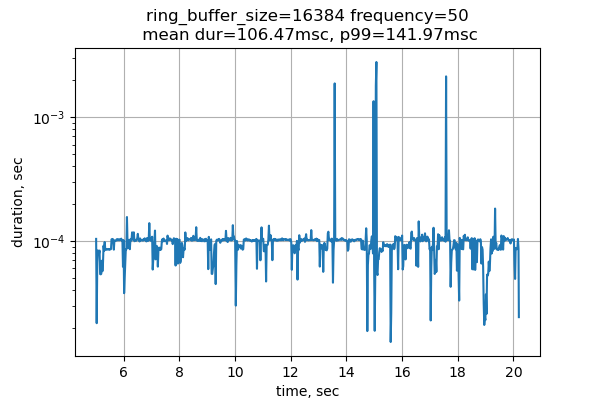 ring_buffer_size=16384 frequency=50
mean dur=106.47msc, p99=141.97msc
duration, sec
10⁻³
10⁻⁴
6 8 10 12 14 16 18 20
time, sec